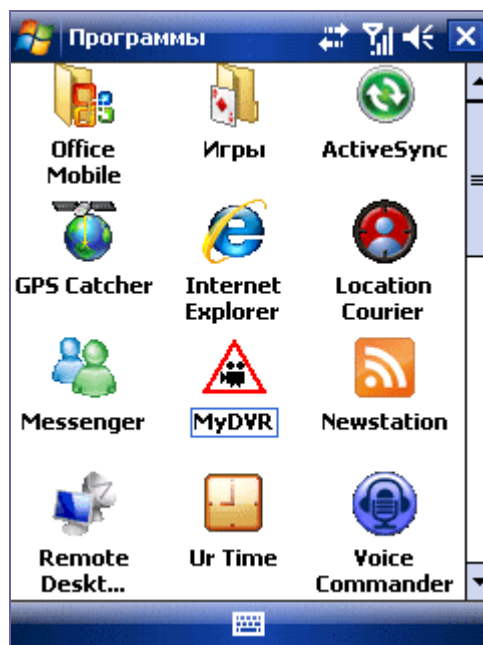 Программы
Office
Mobile
Игры
ActiveSync
GPS Catcher
Internet
Explorer
Location
Courier
Messenger
MyDVR
Newstation
Remote
Deskt...
Ur Time
Voice
Commander